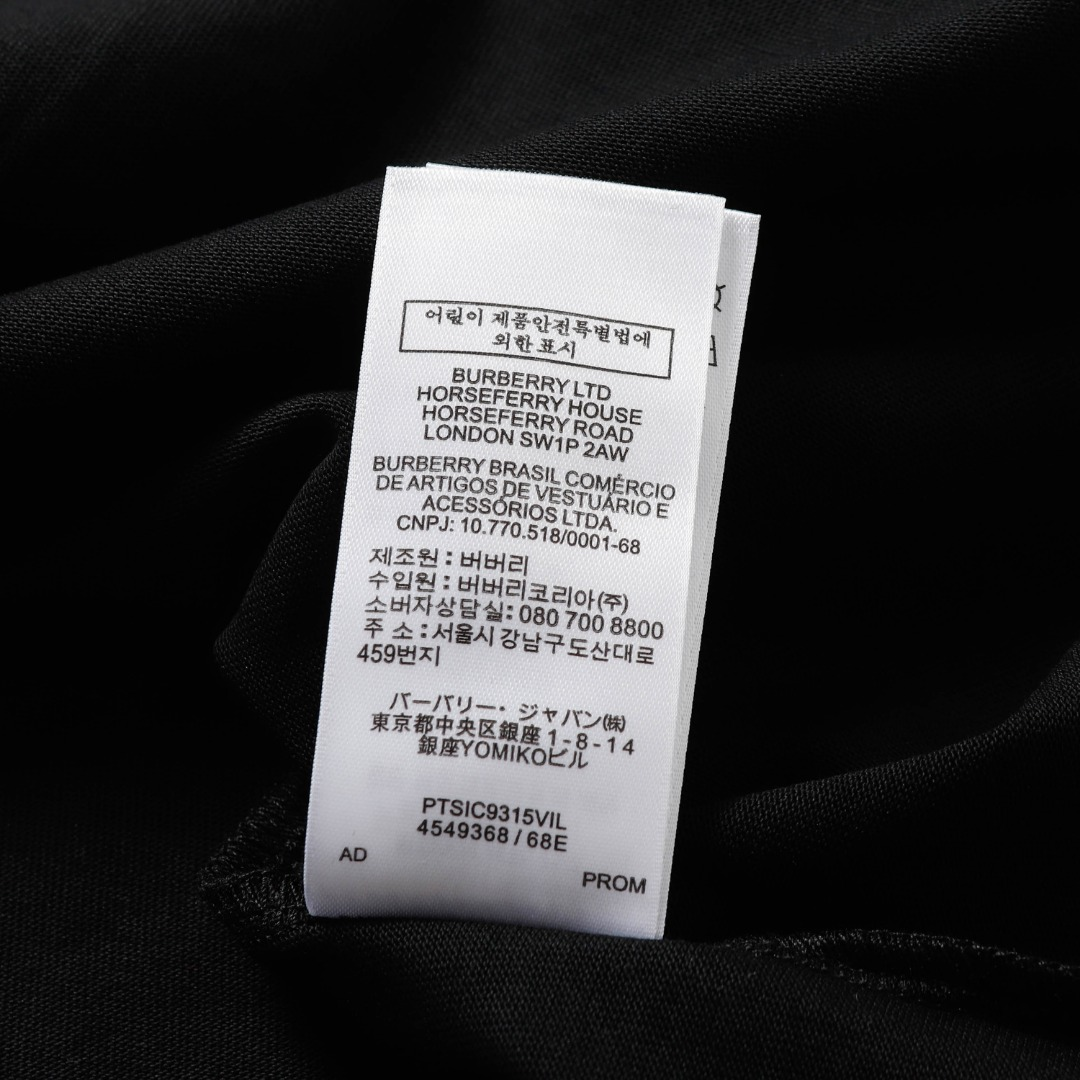 어림이 제품안전특별법에
외한 표시
BURBERRY LTD
HORSEFERRY HOUSE
HORSEFERRY ROAD
LONDON SW1P 2AW
BURBERRY BRASIL COMÉRCIO
DE ARTIGOS DE VESTUÁRIO E
ACESSÓRIOS LTDA.
CNPJ: 10.770.518/0001-68
제조원 : 버버리
수입원 : 버버리코리아(주)
소버자상담실: 080 700 8800
주 소 : 서울시 강남구 도산대로
459번지
バーバリー・ジャバン㈱
東京都中央区銀座 1-8-14
銀座YOMIKOビル
PTSIC9315VIL
4549368 / 68E
AD
PROM